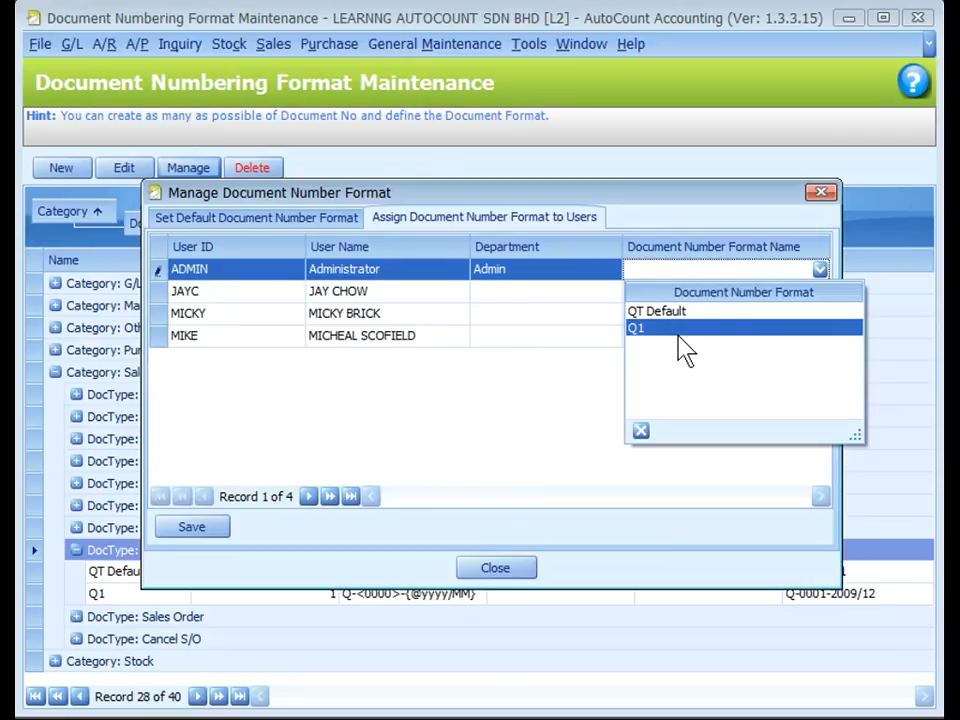 Document Numbering Format Maintenance - LEARNNG AUTOCOUNT SDN BHD [L2] - AutoCount Accounting (Ver: 1.3.3.15)
File G/L A/R A/P Inquiry Stock Sales Purchase General Maintenance Tools Window Help
Document Numbering Format Maintenance
Hint: You can create as many as possible of Document No and define the Document Format.
New Edit Manage Delete
Manage Document Number Format
Category
Set Default Document Number Format Assign Document Number Format to Users
Name
User ID User Name Department Document Number Format Name
ADMIN Administrator Admin
JAYC JAY CHOW
MICKY MICKY BRICK
MIKE MICHEAL SCOFIELD
Document Number Format
QT Default
Q1
Category: G/L
Category: Ma
Category: Oth
Category: Pur
Category: Sal
DocType:
DocType:
DocType:
DocType:
DocType:
DocType:
DocType:
DocType:
Record 1 of 4
Save
Close
QT Defau
Q1 1 Q-<0000>-{@yyyy/MM} Q-0001-2009/12
DocType: Sales Order
DocType: Cancel S/O
Category: Stock
Record 28 of 40